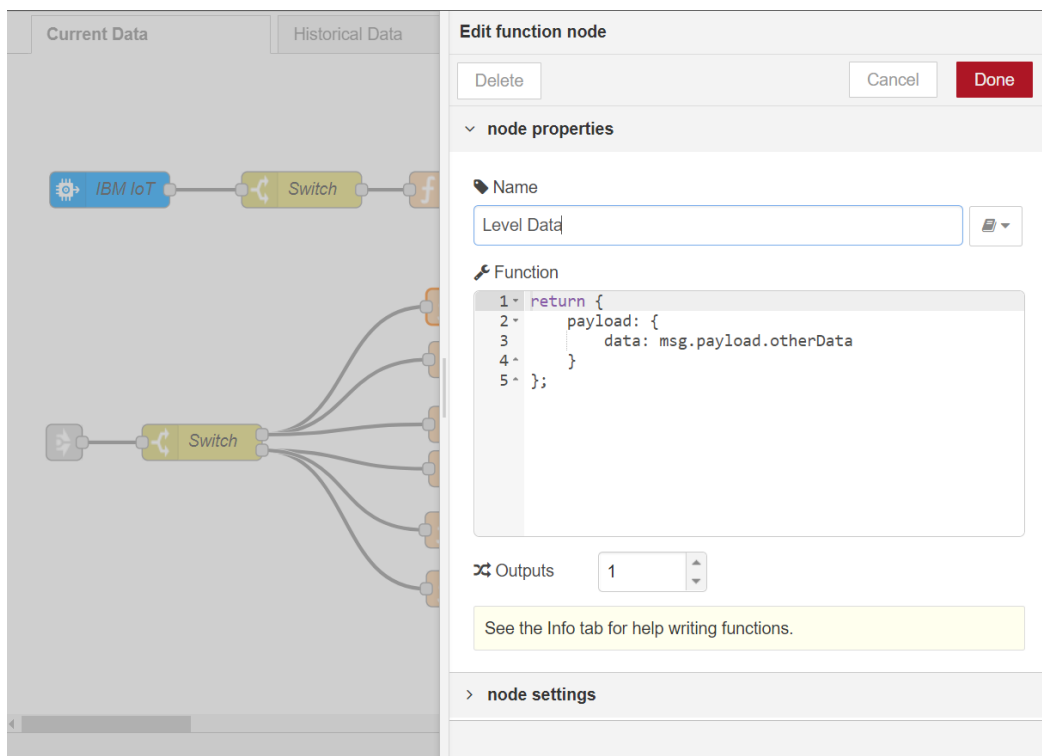 Current Data
Historical Data
IBM IoT
Switch
f
Switch
Edit function node
Delete
Cancel
Done
node properties
Name
Level Data
Function
1 return {
2     payload: {
3         data: msg.payload.otherData
4     }
5 };
Outputs
1
See the Info tab for help writing functions.
node settings